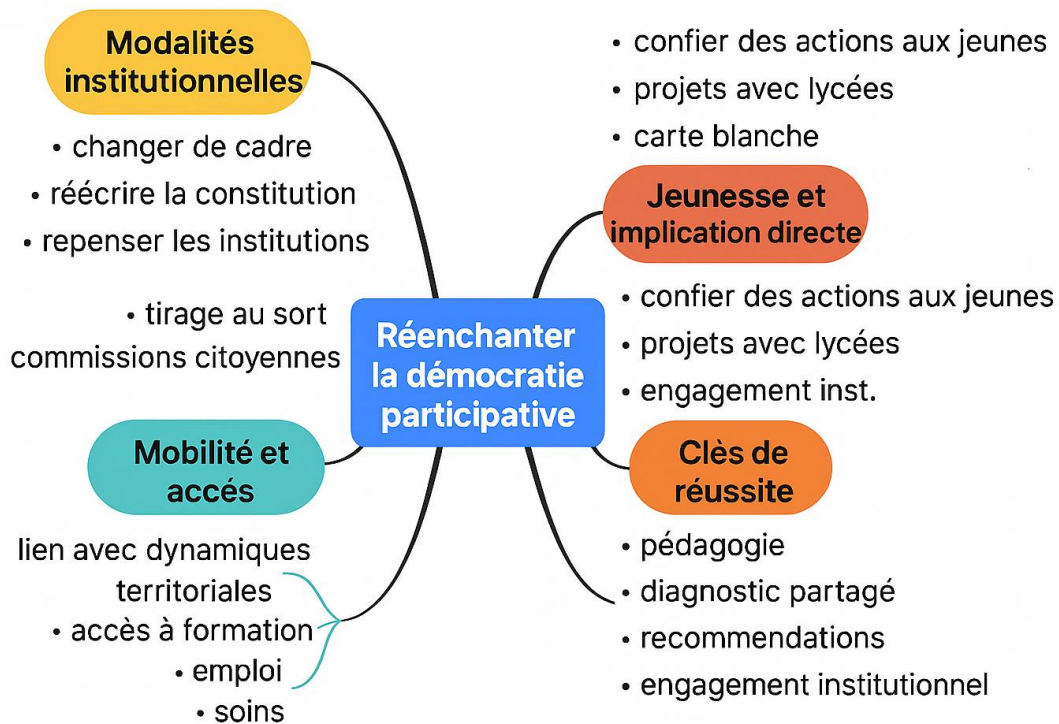 Modalités
institutionnelles
• changer de cadre
• réécrire la constitution
• repenser les institutions
• tirage au sort
commissions citoyennes
Mobilité et
accés
lien avec dynamiques
territoriales
• accès à formation
• emploi
• soins
Réenchanter
la démocratie
participative
• confier des actions aux jeunes
• projets avec lycées
• carte blanche
Jeunesse et
implication directe
• confier des actions aux jeunes
• projets avec lycées
• engagement inst.
Clès de
réussite
• pédagogie
• diagnostic partagé
• recommendations
• engagement institutionnel